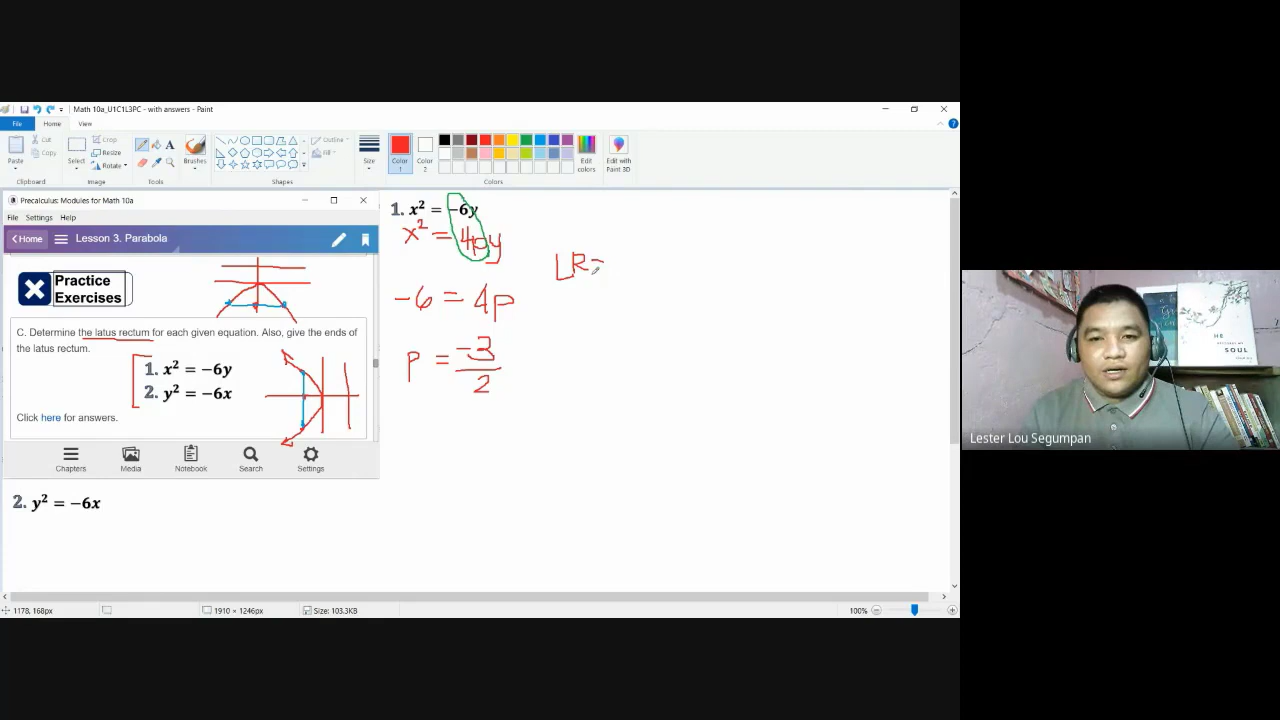 Math 10a_U1C1L3PC - with answers - Paint
File Home View
Paste Cut Copy Clipboard
Select Crop Resize Rotate Image
Tools
Brushes
Shapes Outline Fill
Size
Color 1 Color 2 Edit colors Colors
Edit with Paint 3D
Precalculus: Modules for Math 10a
File Settings Help
Home Lesson 3. Parabola
Practice Exercises
C. Determine the latus rectum for each given equation. Also, give the ends of
the latus rectum.
1. x² = −6y
2. y² = −6x
Click here for answers.
Chapters Media Notebook Search Settings
2. y² = −6x
1. x² = −6y
x² = 4py
-6 = 4p
p = -3/2
LR=
1178, 168px 1910 × 1246px Size: 103.3KB 100%
HE
SOUL
Lester Lou Segumpan